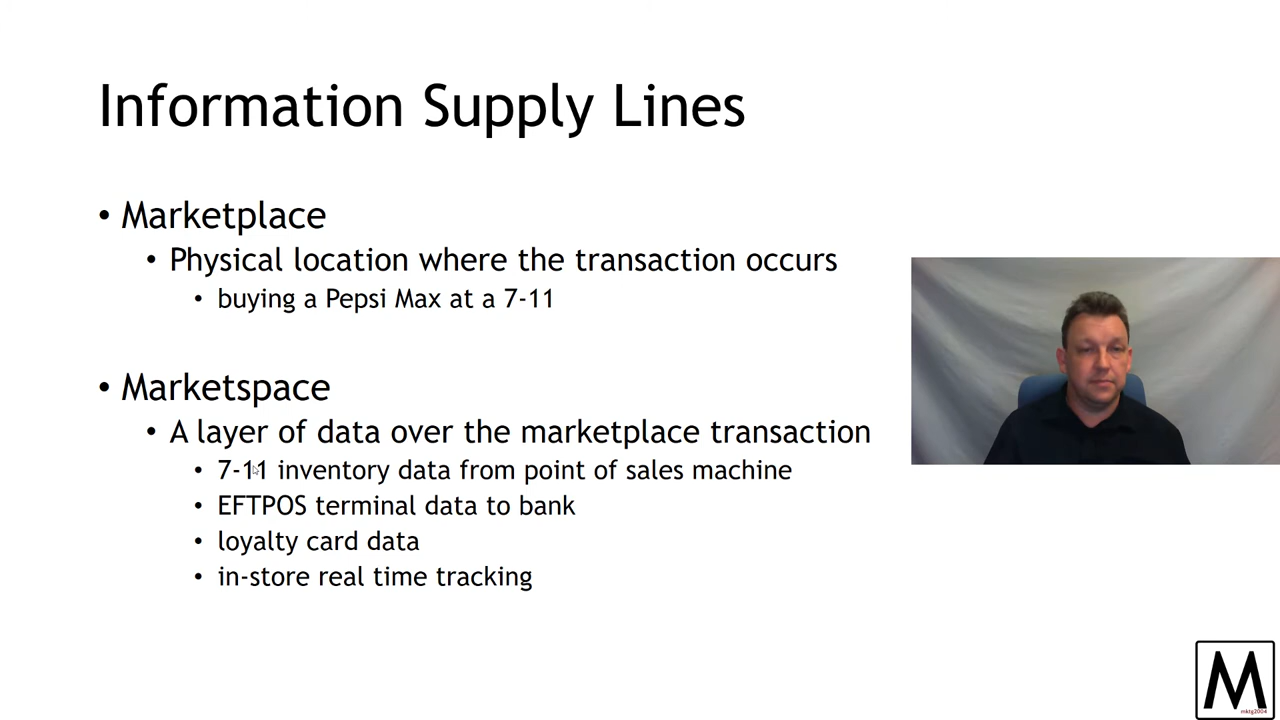 Information Supply Lines
• Marketplace
• Physical location where the transaction occurs
• buying a Pepsi Max at a 7-11
• Marketspace
• A layer of data over the marketplace transaction
• 7-11 inventory data from point of sales machine
• EFTPOS terminal data to bank
• loyalty card data
• in-store real time tracking
M
mktg2004